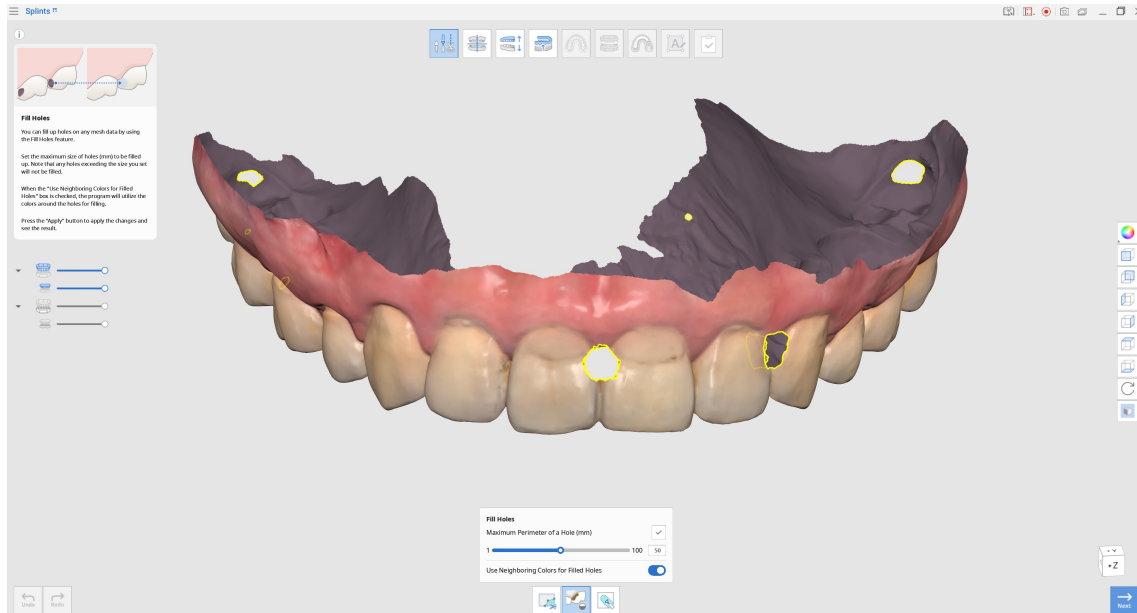 Splints
Fill Holes
You can fill up holes on any mesh data by using
the Fill Holes feature.
Set the maximum size of holes (mm) to be filled
up. Note that any holes exceeding the size you set
will not be filled.
When the "Use Neighboring Colors for Filled
Holes" box is checked, the program will utilize the
colors around the holes for filling.
Press the "Apply" button to apply the changes and
see the result.
Fill Holes
Maximum Perimeter of a Hole (mm)
1 100 50
Use Neighboring Colors for Filled Holes
Undo Redo
+Z
Next